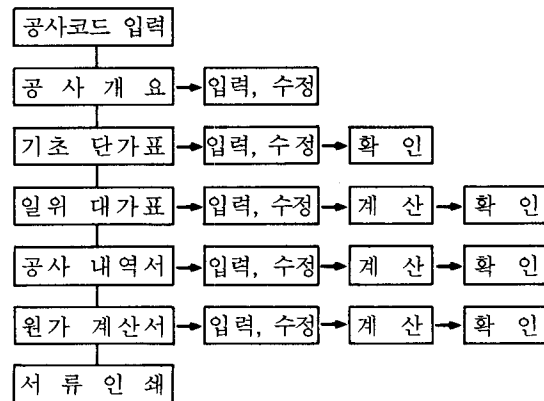 공사코드 입력
공 사 개 요 입력, 수정
기초 단가표 입력, 수정 확 인
일위 대가표 입력, 수정 계 산 확 인
공사 내역서 입력, 수정 계 산 확 인
원가 계산서 입력, 수정 계 산 확 인
서 류 인 쇄